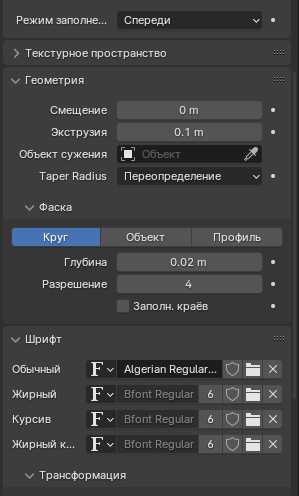 Режим заполне... Спереди
Текстурное пространство
Геометрия
Смещение 0 m
Экструзия 0.1 m
Объект сужения Объект
Taper Radius Переопределение
Фаска
Круг Объект Профиль
Глубина 0.02 m
Разрешение 4
Заполн. краёв
Шрифт
Обычный F Algerian Regular...
Жирный F Bfont Regular 6
Курсив F Bfont Regular 6
Жирный к... F Bfont Regular 6
Трансформация